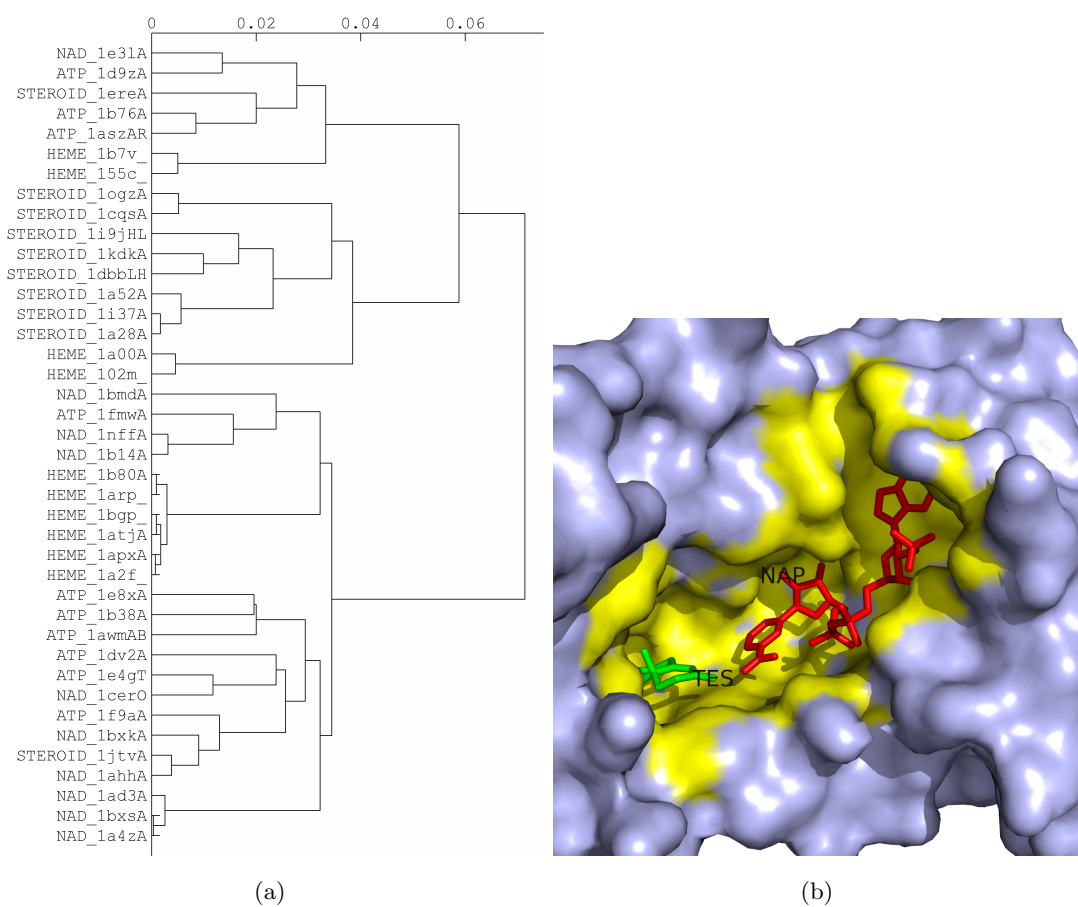 0 0.02 0.04 0.06
NAD_1e3lA
ATP_1d9zA
STEROID_1ereA
ATP_1b76A
ATP_1aszAR
HEME_1b7v_
HEME_155c_
STEROID_1ogzA
STEROID_1cqsA
STEROID_1i9jHL
STEROID_1kdkA
STEROID_1dbbLH
STEROID_1a52A
STEROID_1i37A
STEROID_1a28A
HEME_1a00A
HEME_102m_
NAD_1bmdA
ATP_1fmwA
NAD_1nffA
NAD_1b14A
HEME_1b80A
HEME_1arp_
HEME_1bgp_
HEME_1atjA
HEME_1apxA
HEME_1a2f_
ATP_1e8xA
ATP_1b38A
ATP_1awmAB
ATP_1dv2A
ATP_1e4gT
NAD_1cerO
ATP_1f9aA
NAD_1bxkA
STEROID_1jtvA
NAD_1ahhA
NAD_1ad3A
NAD_1bxsA
NAD_1a4zA
(a)
NAP
TES
(b)